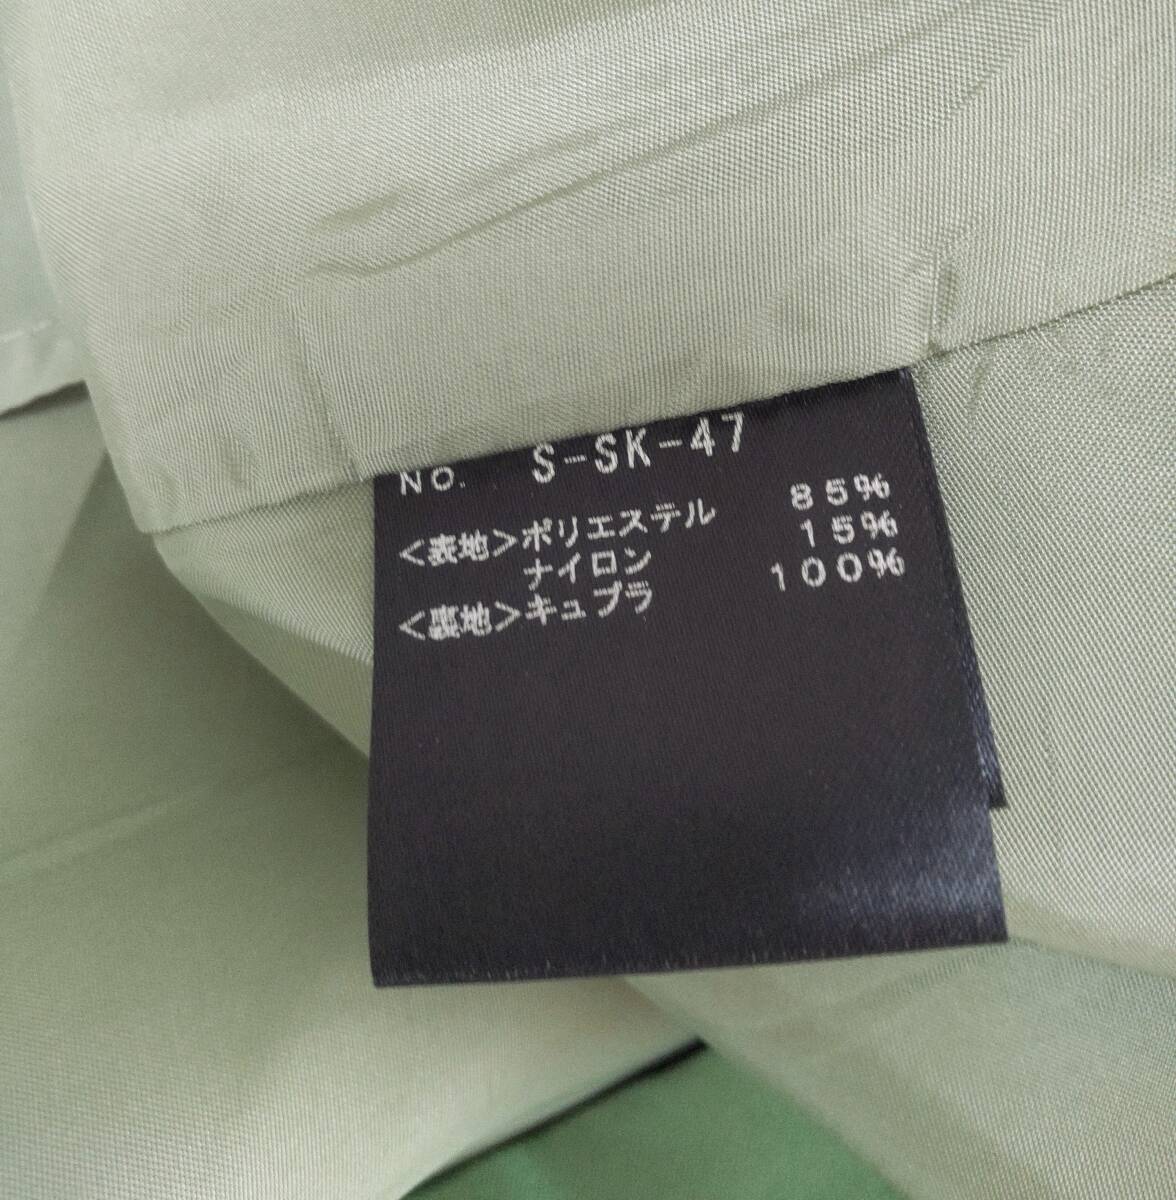 NO. S-SK-47
<表地>ポリエステル 85%
ナイロン 15%
<裏地>キュプラ 100%